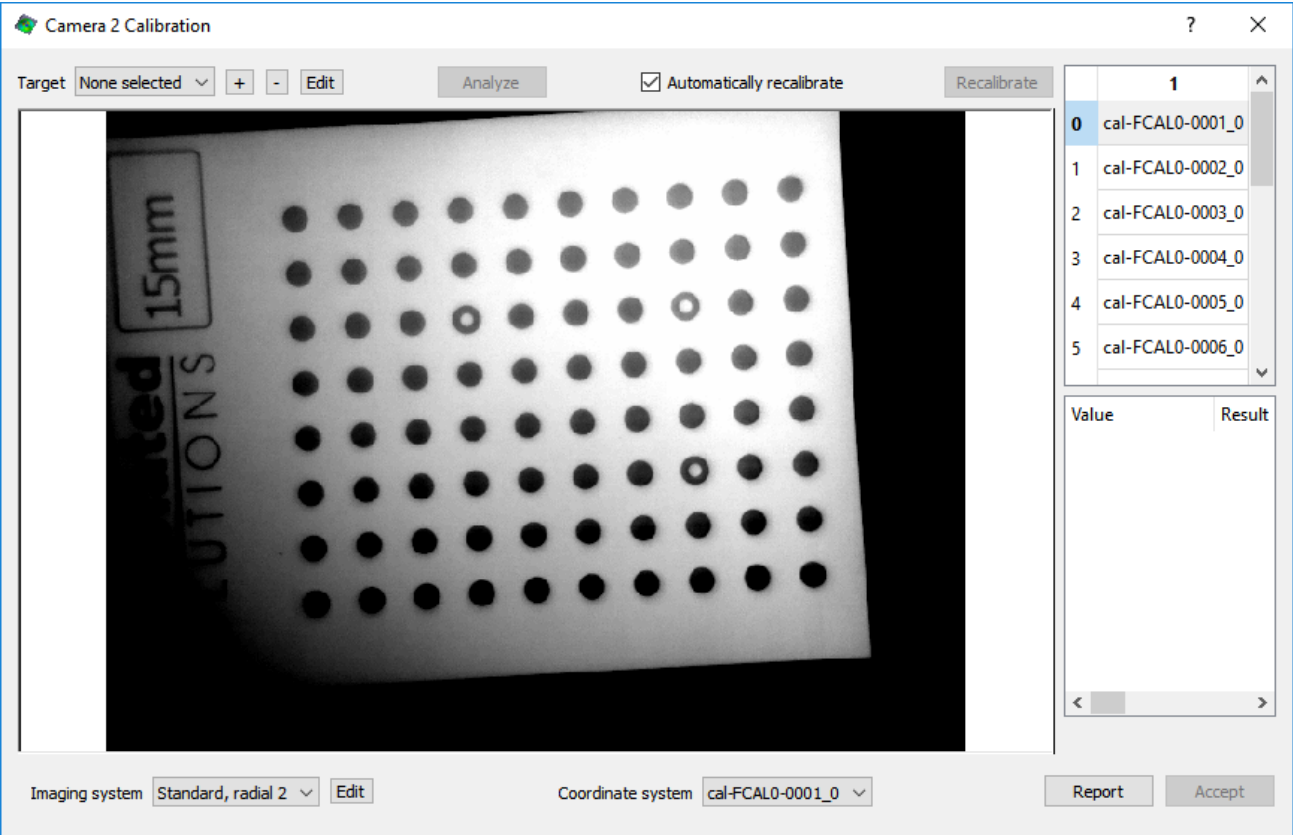 Camera 2 Calibration
?
Target None selected + - Edit Analyze Automatically recalibrate Recalibrate
1
0 cal-FCAL0-0001_0
1 cal-FCAL0-0002_0
2 cal-FCAL0-0003_0
3 cal-FCAL0-0004_0
4 cal-FCAL0-0005_0
5 cal-FCAL0-0006_0
Value Result
15mm
ated
UTIONS
Imaging system Standard, radial 2 Edit Coordinate system cal-FCAL0-0001_0 Report Accept